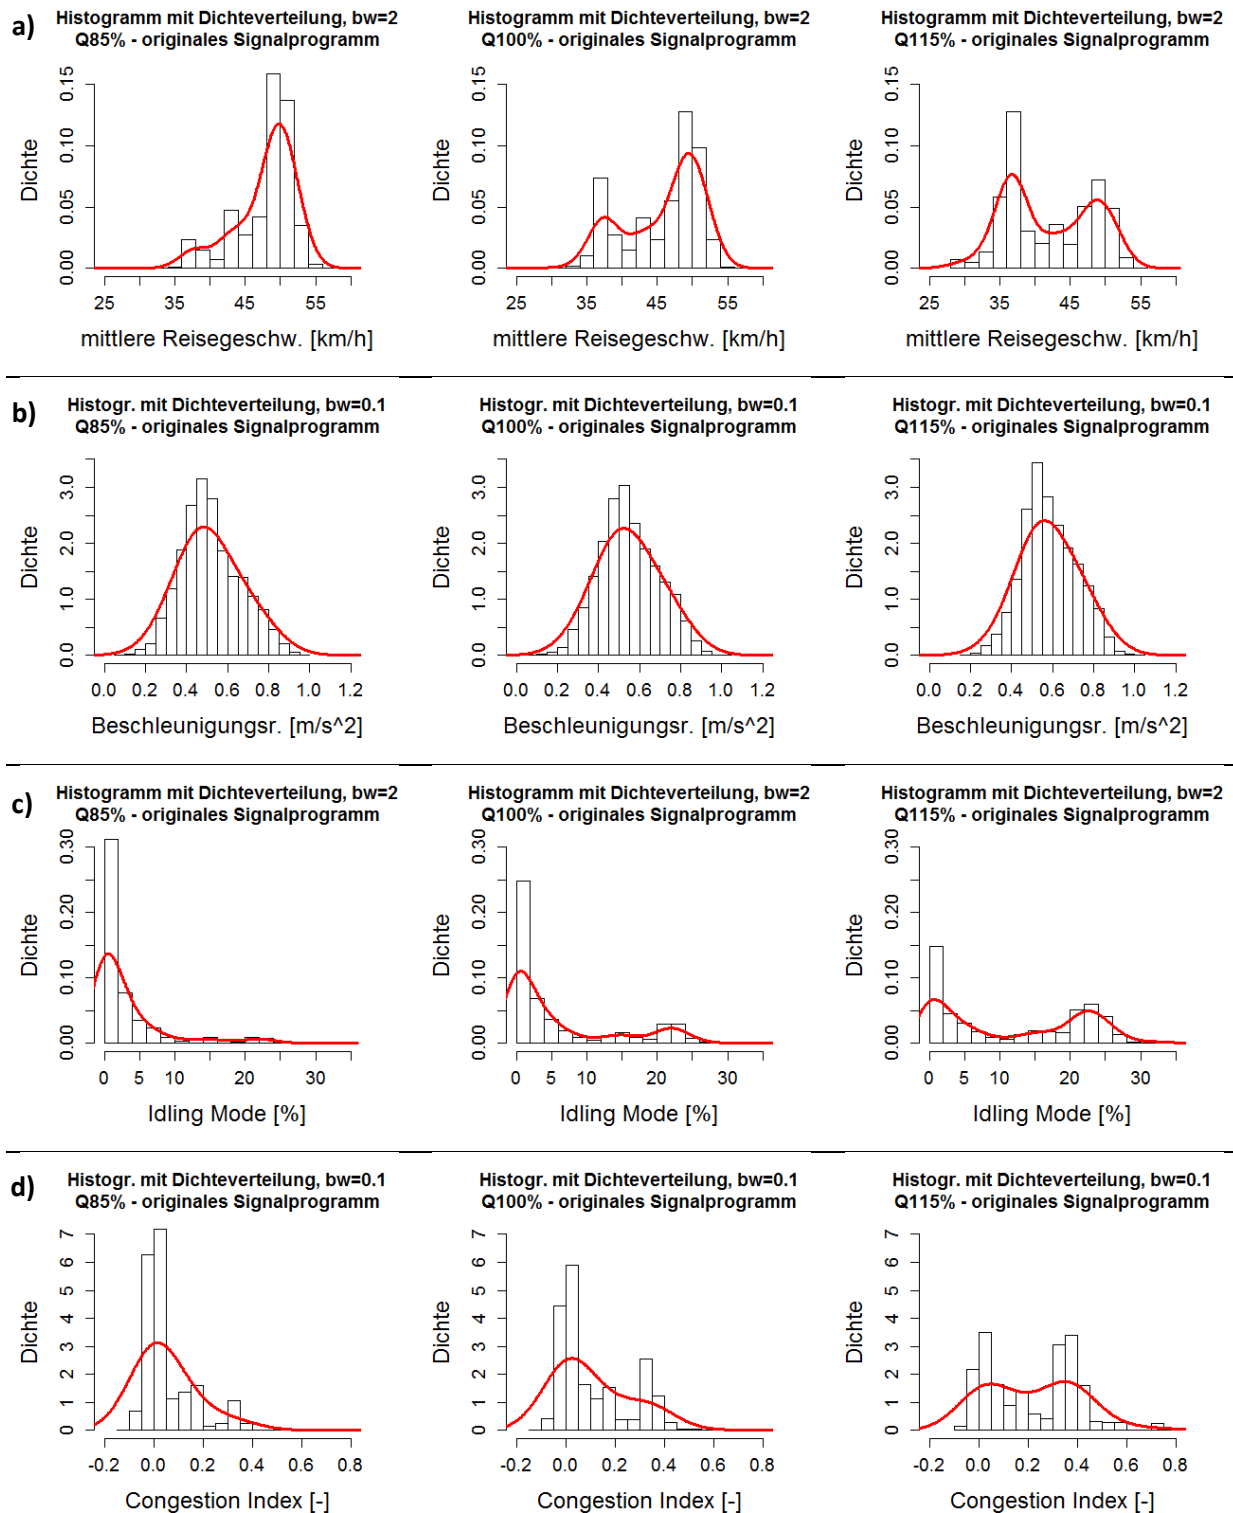 a)
Histogramm mit Dichteverteilung, bw=2
Q85% - originales Signalprogramm
Dichte
0.00 0.05 0.10 0.15
25 35 45 55
mittlere Reisegeschw. [km/h]
Histogramm mit Dichteverteilung, bw=2
Q100% - originales Signalprogramm
Dichte
0.00 0.05 0.10 0.15
25 35 45 55
mittlere Reisegeschw. [km/h]
Histogramm mit Dichteverteilung, bw=2
Q115% - originales Signalprogramm
Dichte
0.00 0.05 0.10 0.15
25 35 45 55
mittlere Reisegeschw. [km/h]
b)
Histogr. mit Dichteverteilung, bw=0.1
Q85% - originales Signalprogramm
Dichte
0.0 1.0 2.0 3.0
0.0 0.2 0.4 0.6 0.8 1.0 1.2
Beschleunigungsr. [m/s^2]
Histogr. mit Dichteverteilung, bw=0.1
Q100% - originales Signalprogramm
Dichte
0.0 1.0 2.0 3.0
0.0 0.2 0.4 0.6 0.8 1.0 1.2
Beschleunigungsr. [m/s^2]
Histogr. mit Dichteverteilung, bw=0.1
Q115% - originales Signalprogramm
Dichte
0.0 1.0 2.0 3.0
0.0 0.2 0.4 0.6 0.8 1.0 1.2
Beschleunigungsr. [m/s^2]
c)
Histogramm mit Dichteverteilung, bw=2
Q85% - originales Signalprogramm
Dichte
0.00 0.10 0.20 0.30
0 5 10 20 30
Idling Mode [%]
Histogramm mit Dichteverteilung, bw=2
Q100% - originales Signalprogramm
Dichte
0.00 0.10 0.20 0.30
0 5 10 20 30
Idling Mode [%]
Histogramm mit Dichteverteilung, bw=2
Q115% - originales Signalprogramm
Dichte
0.00 0.10 0.20 0.30
0 5 10 20 30
Idling Mode [%]
d)
Histogr. mit Dichteverteilung, bw=0.1
Q85% - originales Signalprogramm
Dichte
0 1 2 3 4 5 6 7
-0.2 0.0 0.2 0.4 0.6 0.8
Congestion Index [-]
Histogr. mit Dichteverteilung, bw=0.1
Q100% - originales Signalprogramm
Dichte
0 1 2 3 4 5 6 7
-0.2 0.0 0.2 0.4 0.6 0.8
Congestion Index [-]
Histogr. mit Dichteverteilung, bw=0.1
Q115% - originales Signalprogramm
Dichte
0 1 2 3 4 5 6 7
-0.2 0.0 0.2 0.4 0.6 0.8
Congestion Index [-]